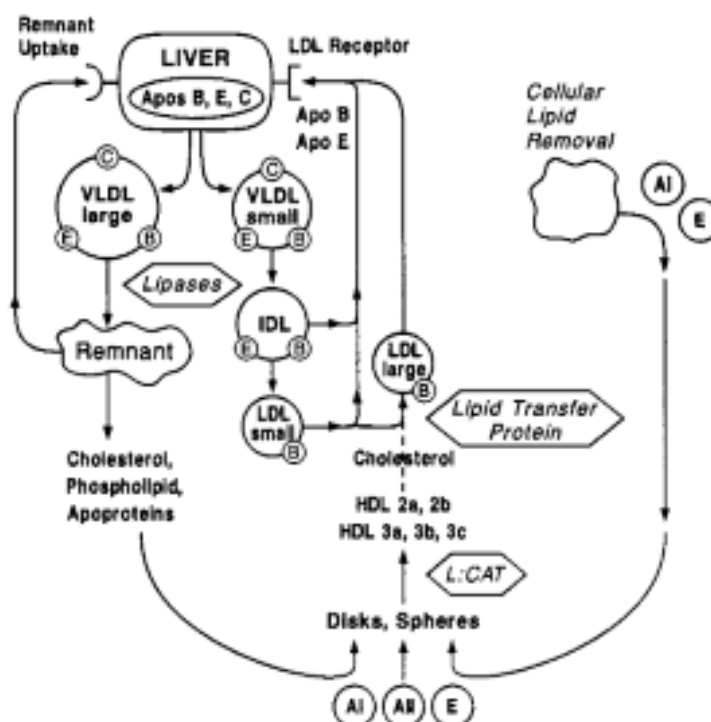 Remnant
Uptake
LIVER
Apos B, E, C
LDL Receptor
Apo B
Apo E
Cellular
Lipid
Removal
AI
E
C
VLDL
large
E
B
C
VLDL
small
E
B
Lipases
Remnant
IDL
E
B
LDL
small
B
LDL
large
B
Lipid Transfer
Protein
Cholesterol,
Phospholipid,
Apoproteins
Cholesterol
HDL 2a, 2b
HDL 3a, 3b, 3c
L:CAT
Disks, Spheres
AI
AII
E